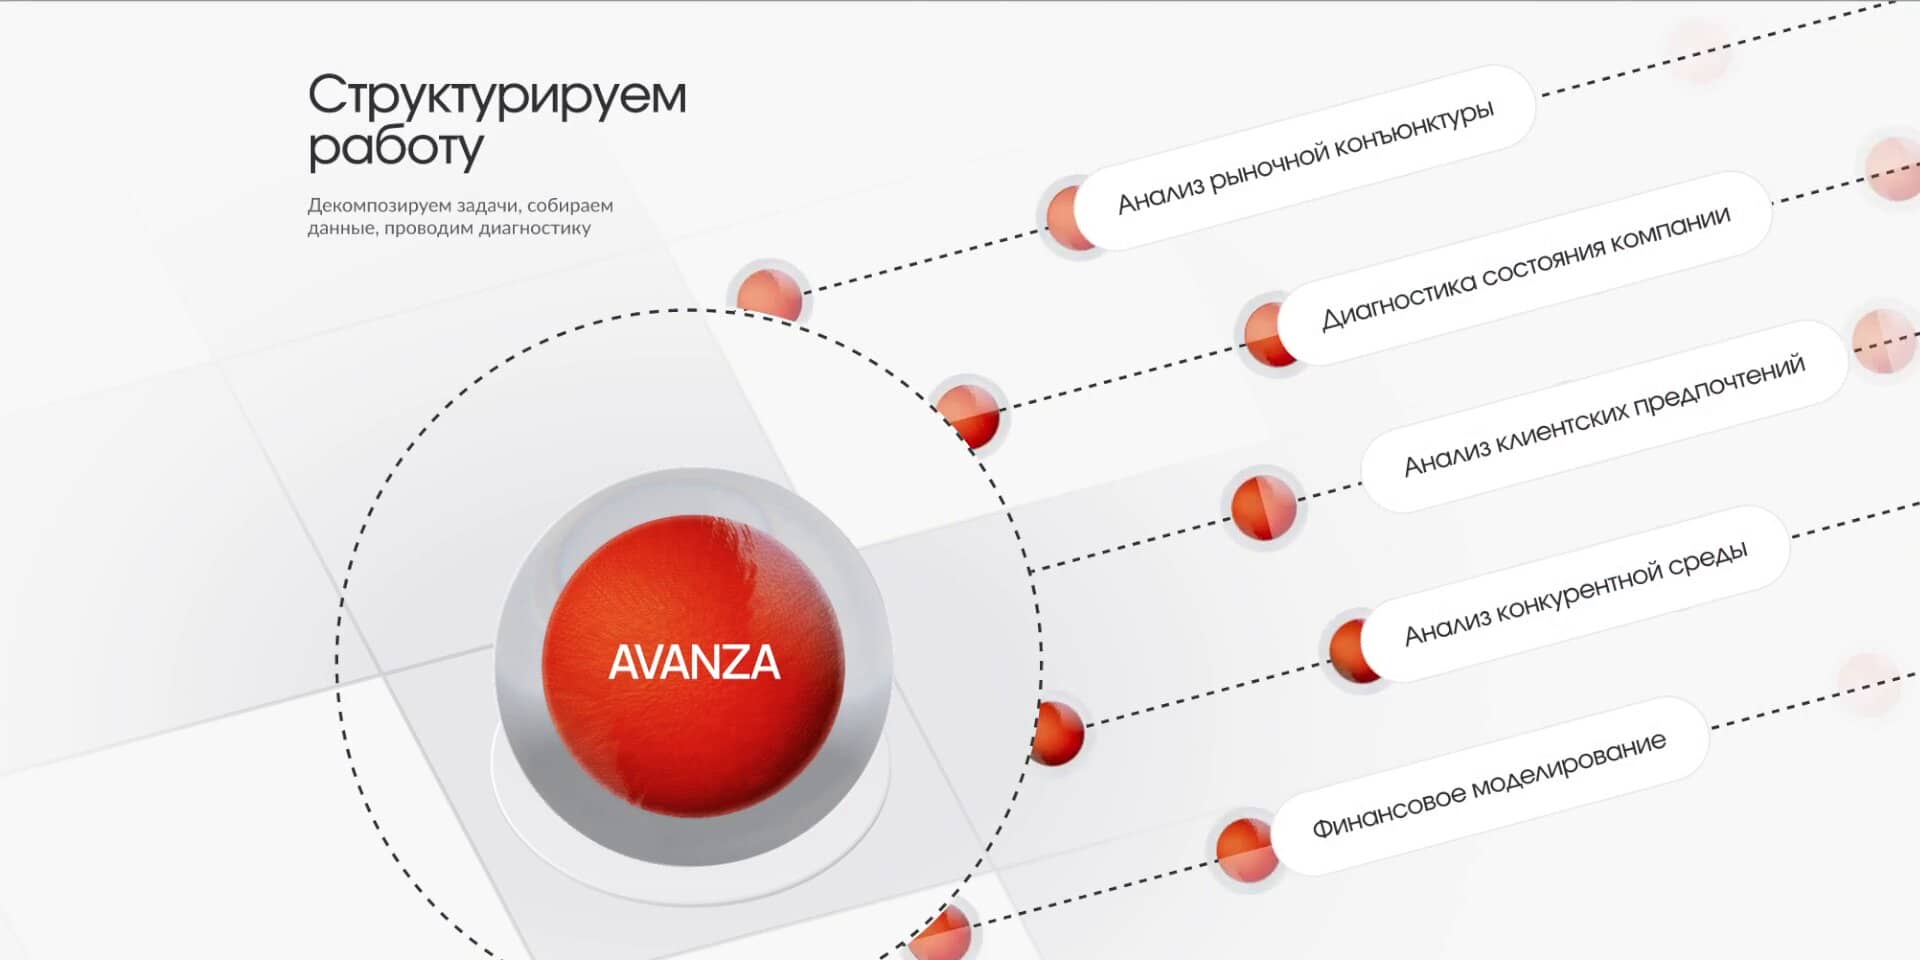 Структурируем
работу
Декомпозируем задачи, собираем
данные, проводим диагностику
Анализ рыночной конъюнктуры
Диагностика состояния компании
Анализ клиентских предпочтений
Анализ конкурентной среды
Финансовое моделирование
AVANZA